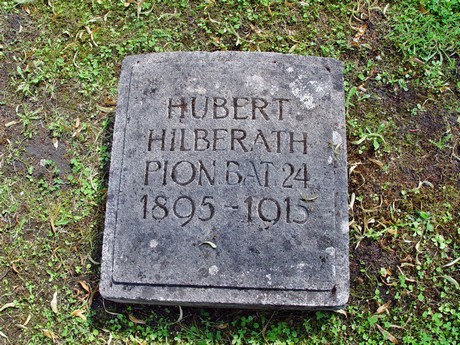 HUBERT
HILBERATH
PION BAT 24
1895 - 1915